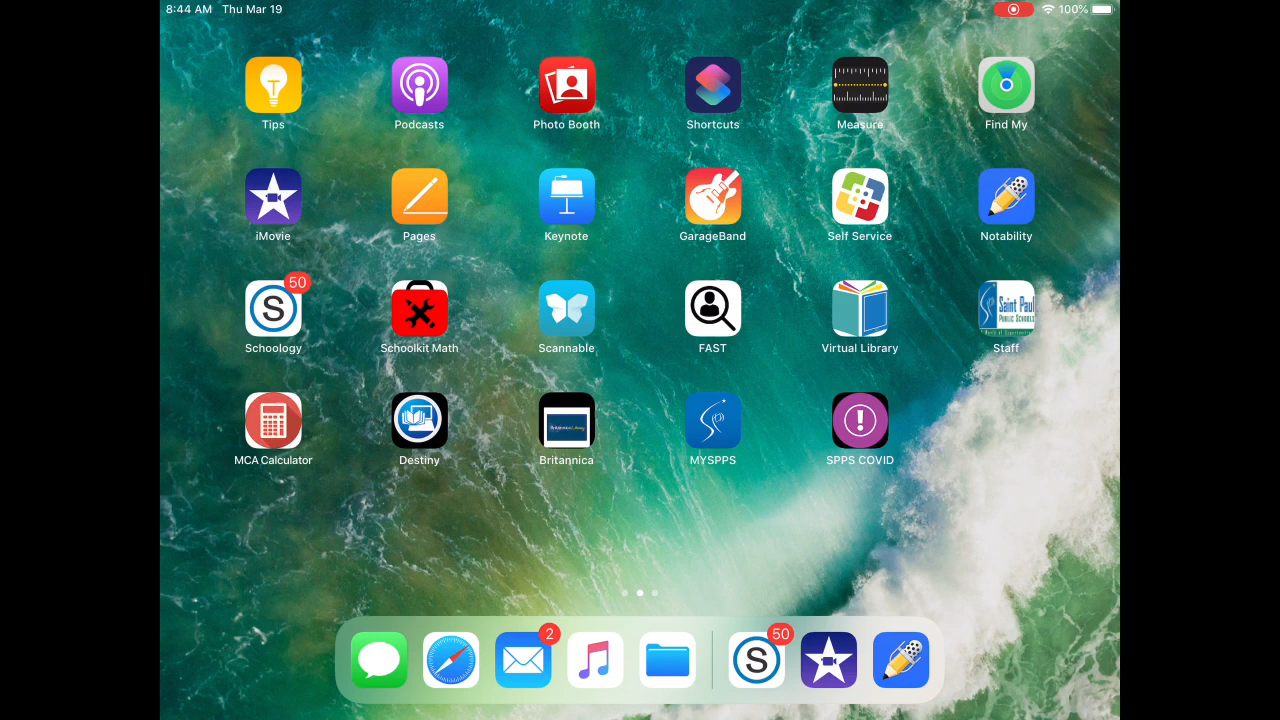 8:44 AM Thu Mar 19 100%
Tips Podcasts Photo Booth Shortcuts Measure Find My
iMovie Pages Keynote GarageBand Self Service Notability
50
S
Saint Paul
PUBLIC SCHOOLS
Schoology Schoolkit Math Scannable FAST Virtual Library Staff
MCA Calculator Destiny Britannica MYSPPS SPPS COVID
2 50
S